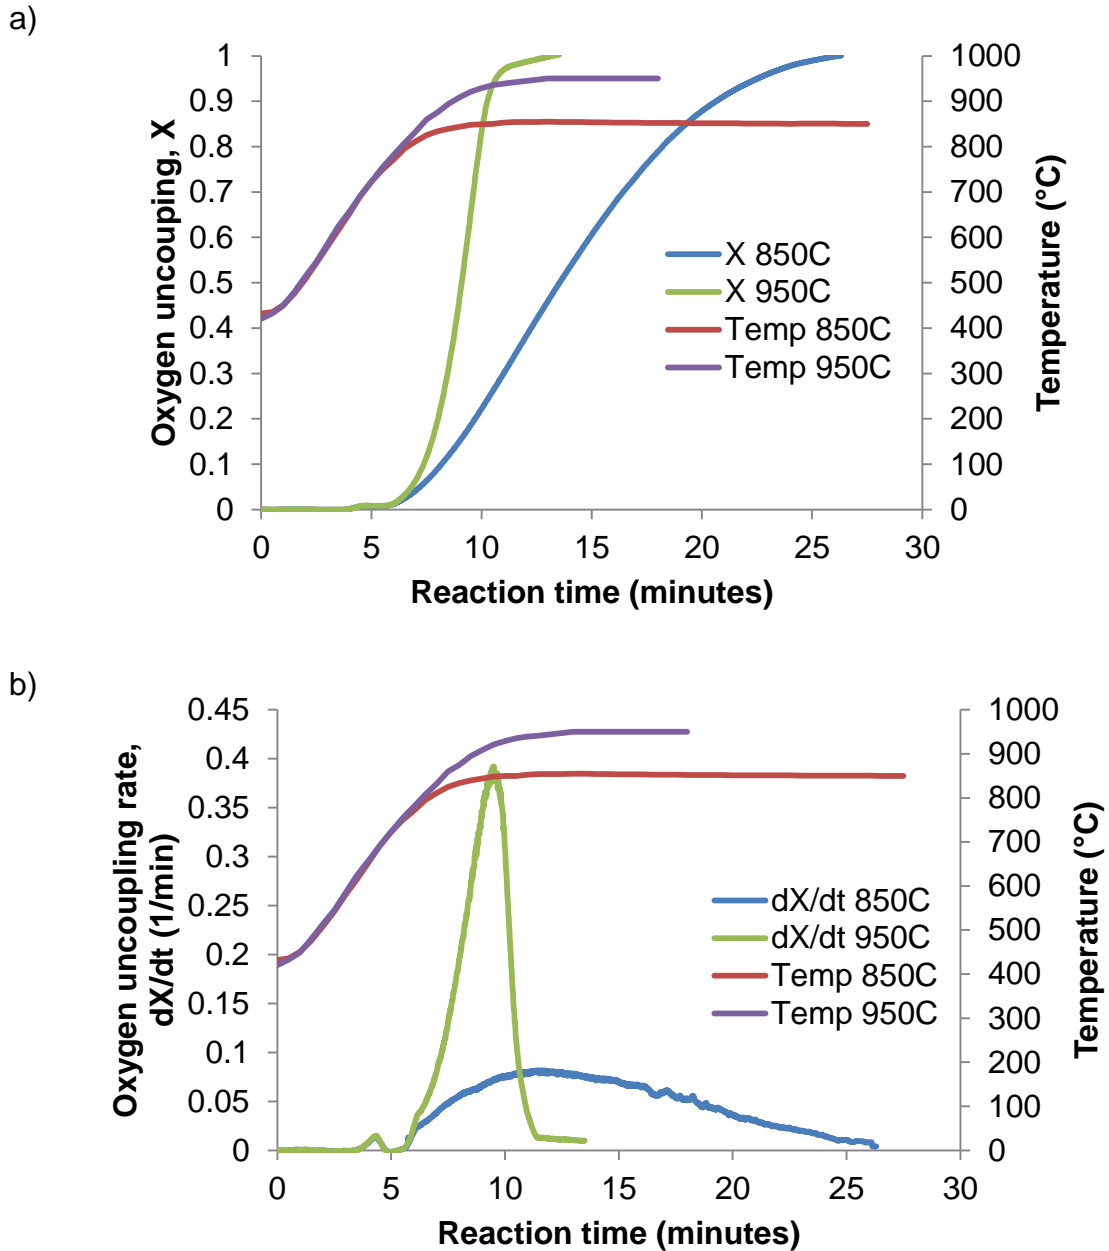 a)
Oxygen uncouping, X
1
0.9
0.8
0.7
0.6
0.5
0.4
0.3
0.2
0.1
0
1000
900
800
700
600
500
400
300
200
100
0
Temperature (°C)
X 850C
X 950C
Temp 850C
Temp 950C
0 5 10 15 20 25 30
Reaction time (minutes)
b)
Oxygen uncoupling rate,
dX/dt (1/min)
0.45
0.4
0.35
0.3
0.25
0.2
0.15
0.1
0.05
0
1000
900
800
700
600
500
400
300
200
100
0
Temperature (°C)
dX/dt 850C
dX/dt 950C
Temp 850C
Temp 950C
0 5 10 15 20 25 30
Reaction time (minutes)